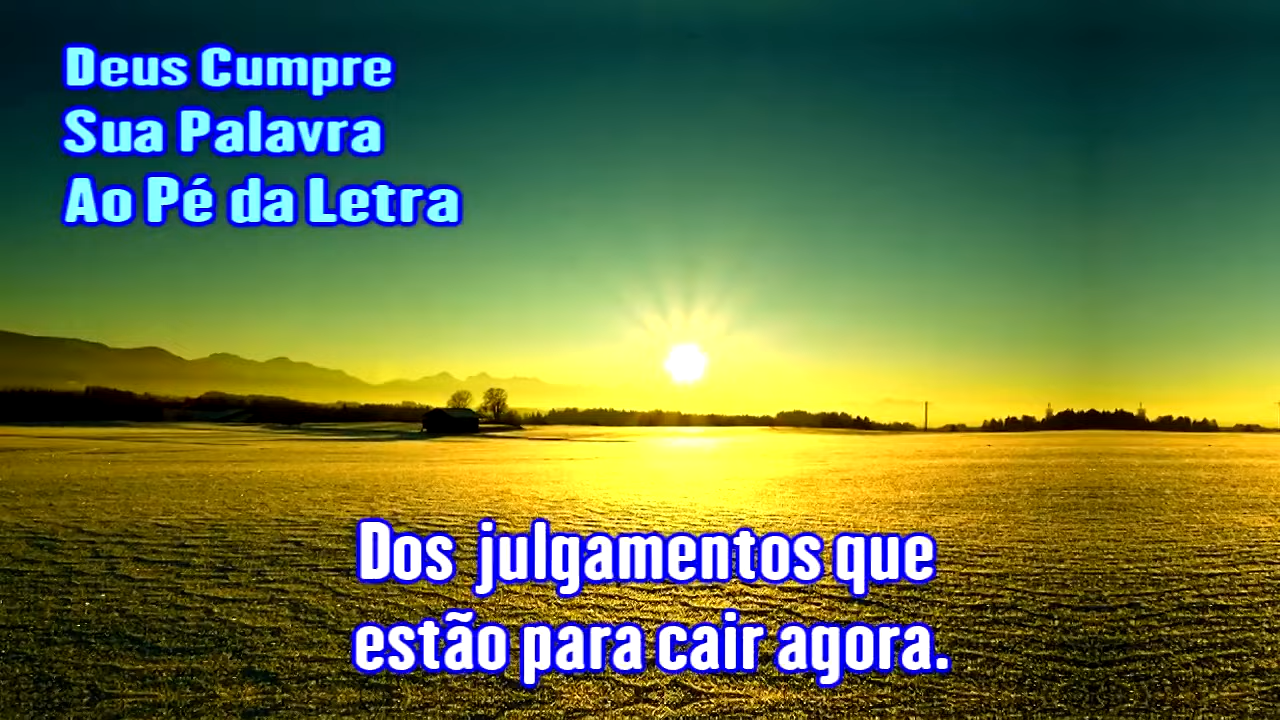 Deus Cumpre
Sua Palavra
Ao Pé da Letra
Dos julgamentos que
estão para cair agora.